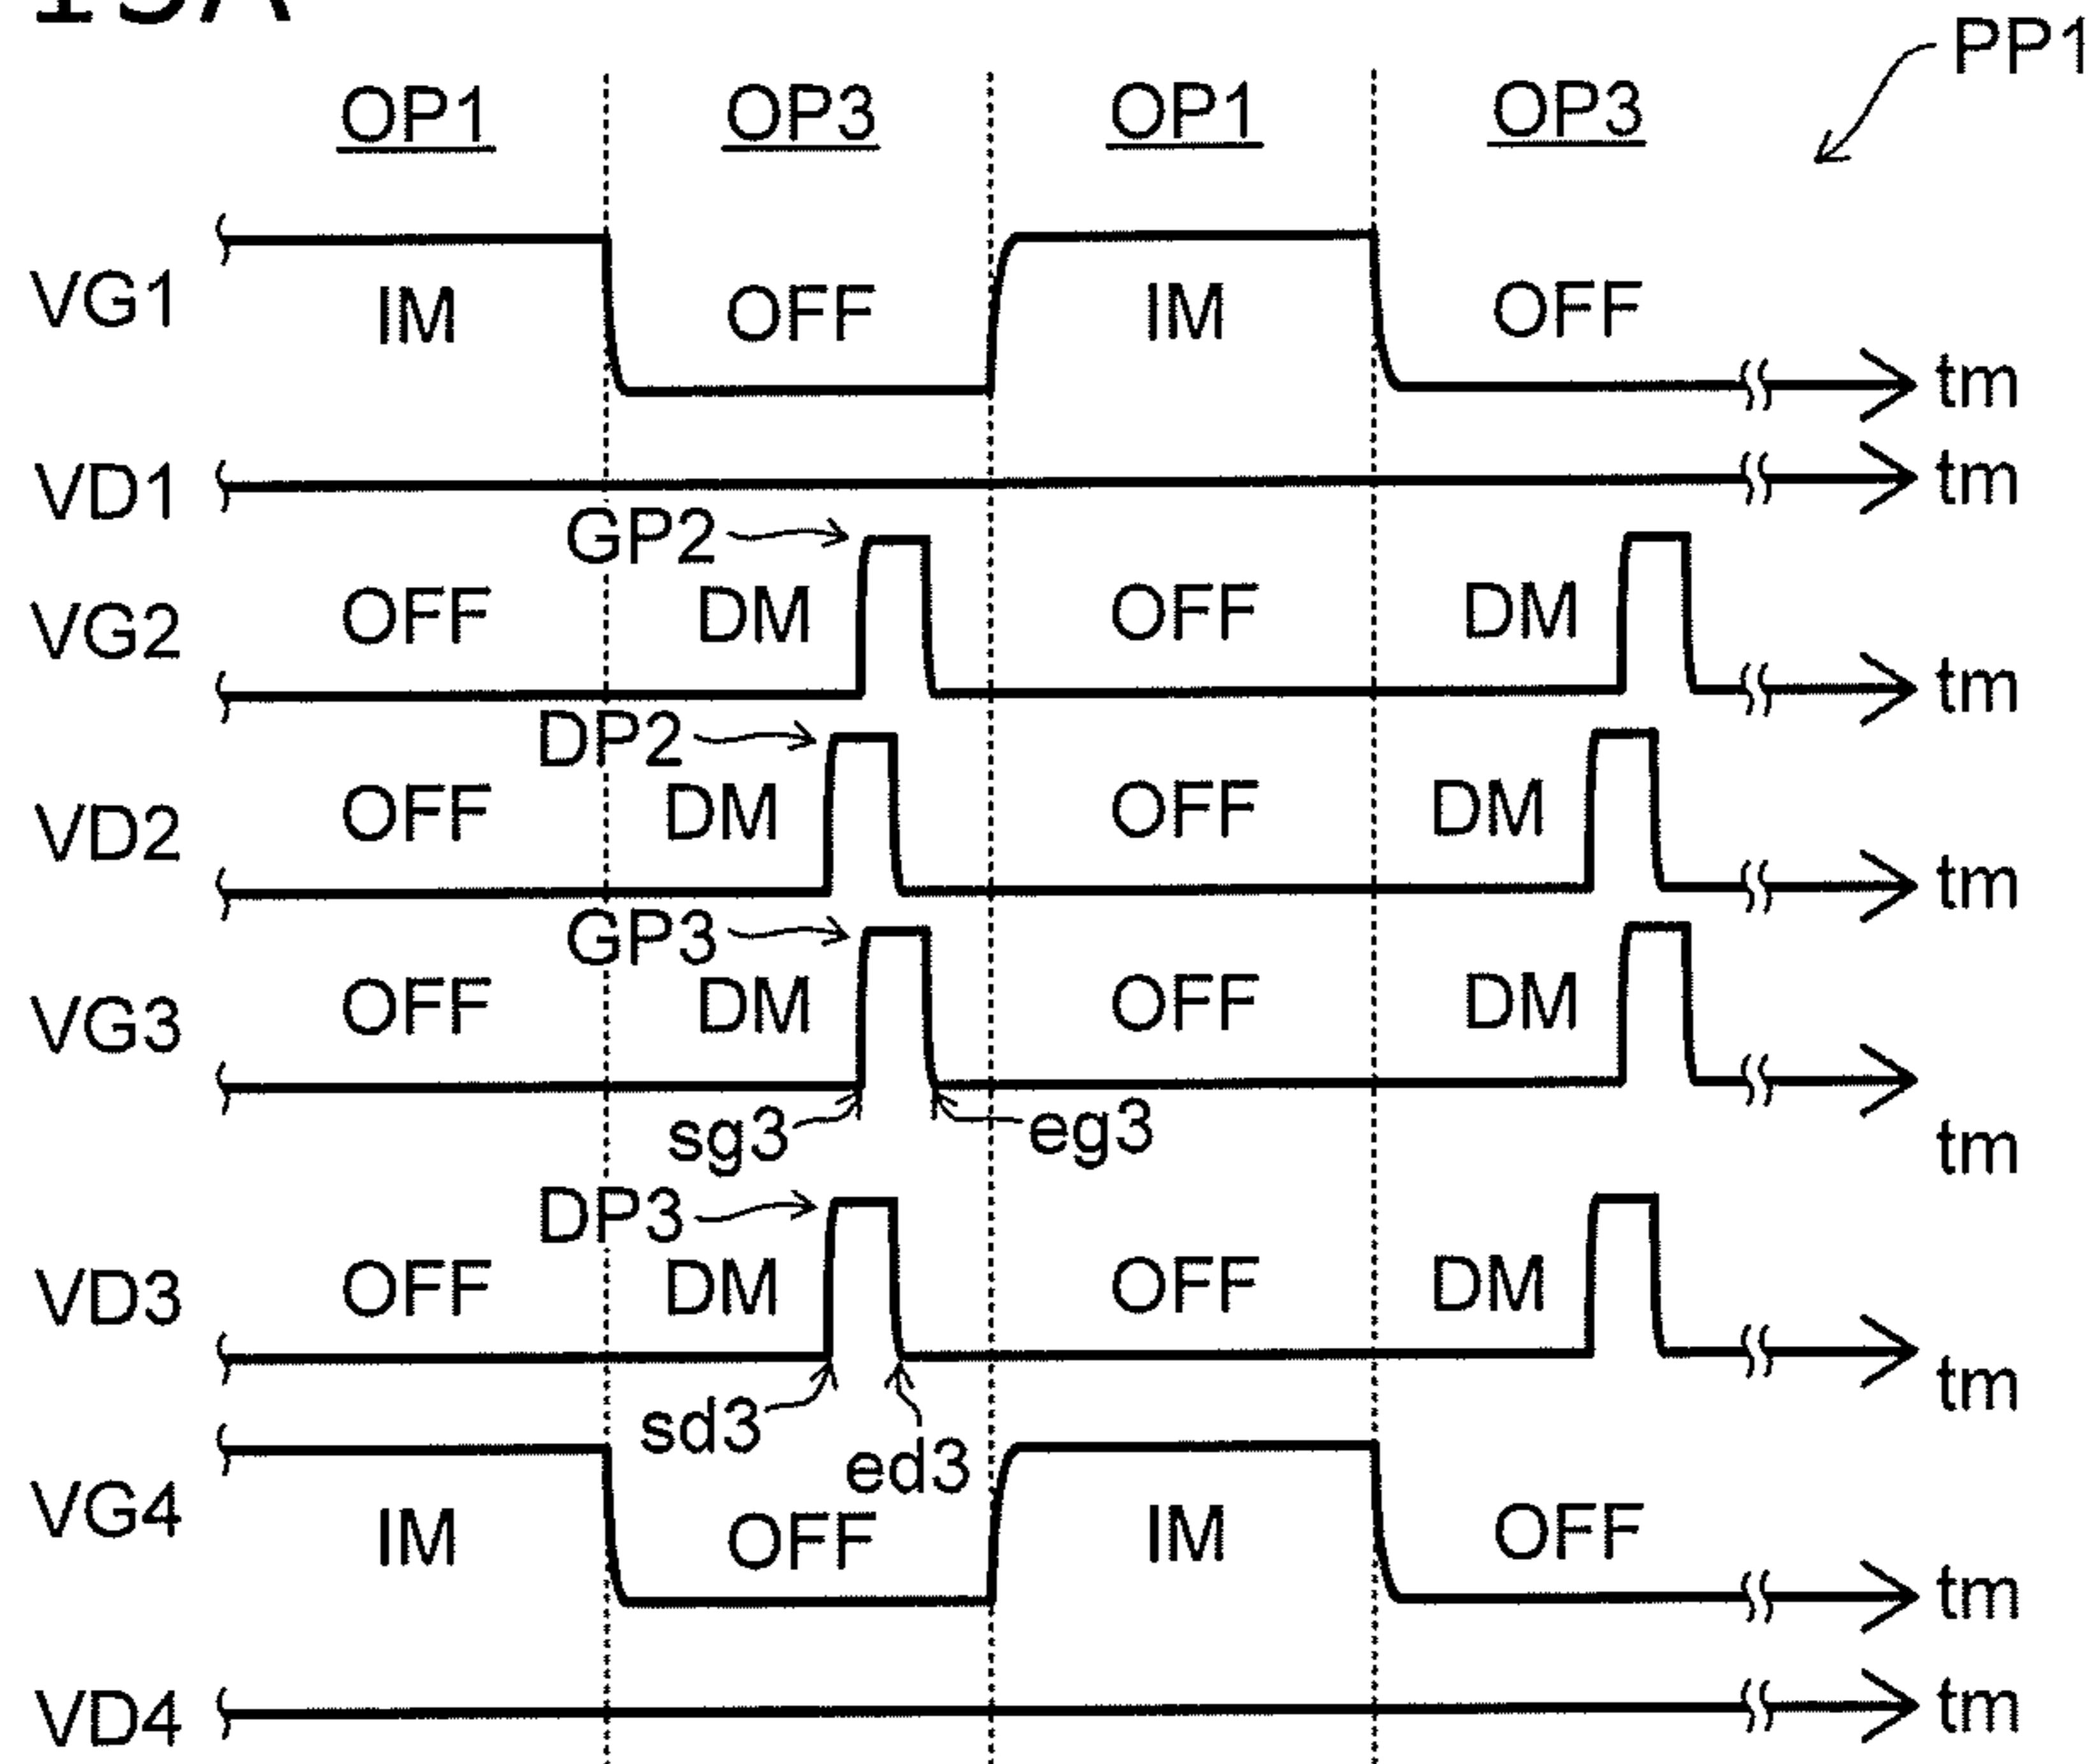 PP1
OP1 OP3 OP1 OP3
VG1 IM OFF IM OFF tm
VD1 tm
GP2
VG2 OFF DM OFF DM tm
DP2
VD2 OFF DM OFF DM tm
GP3
VG3 OFF DM OFF DM
sg3 eg3 tm
DP3
VD3 OFF DM OFF DM
tm
sd3 ed3
VG4 IM OFF IM OFF tm
VD4 tm